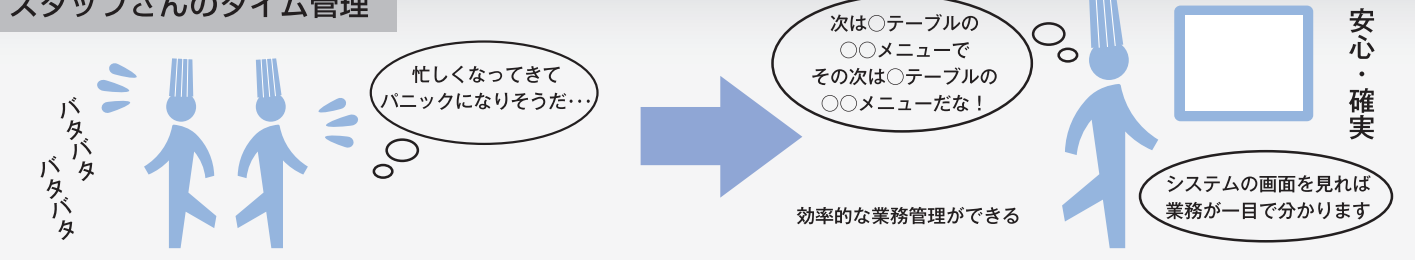 スタッフさんのタイム管理
バタバタ
バタバタ
忙しくなってきて
パニックになりそうだ･･･
次は○テーブルの
○○メニューで
その次は○テーブルの
○○メニューだな！
効率的な業務管理ができる
安心・確実
システムの画面を見れば
業務が一目で分かります